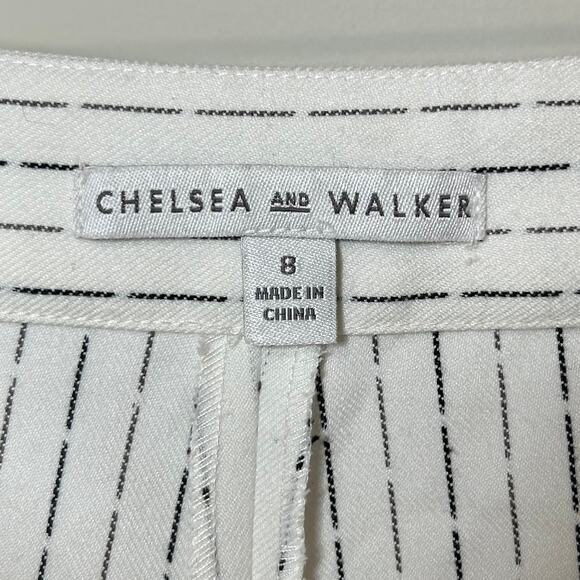 CHELSEA AND WALKER
8
MADE IN
CHINA